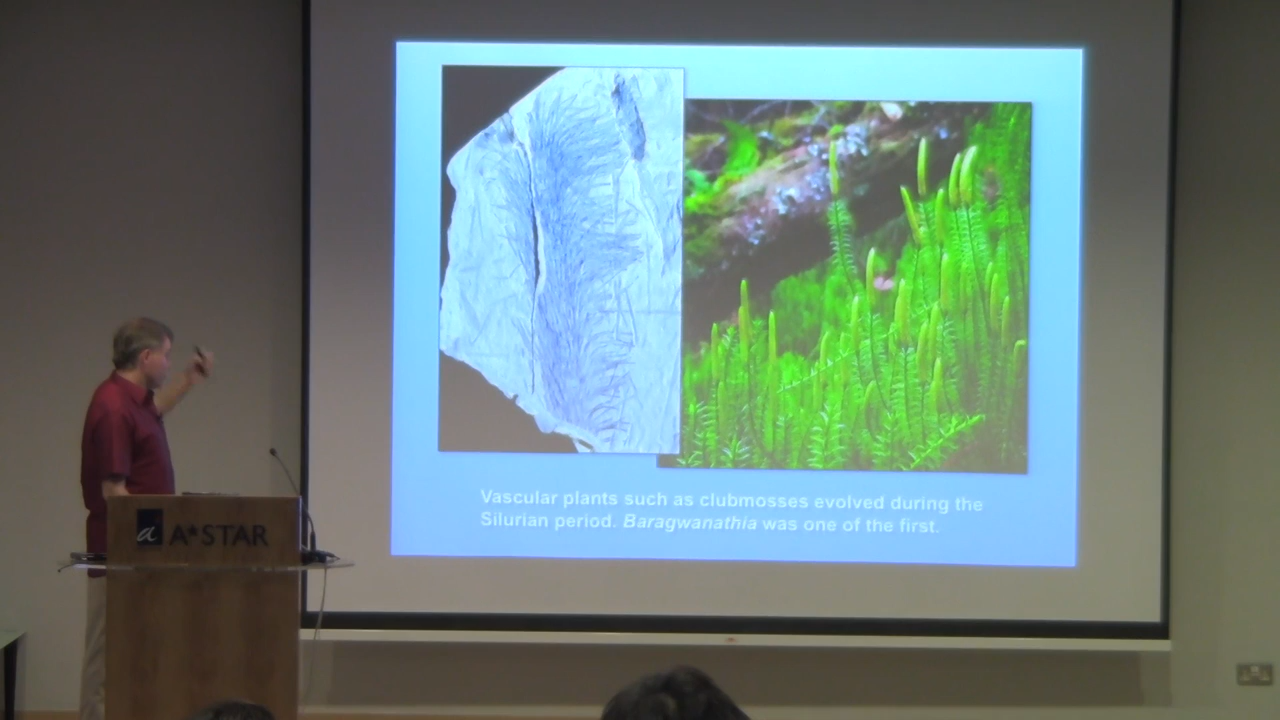 Vascular plants such as clubmosses evolved during the
Silurian period. Baragwanathia was one of the first.
a A*STAR